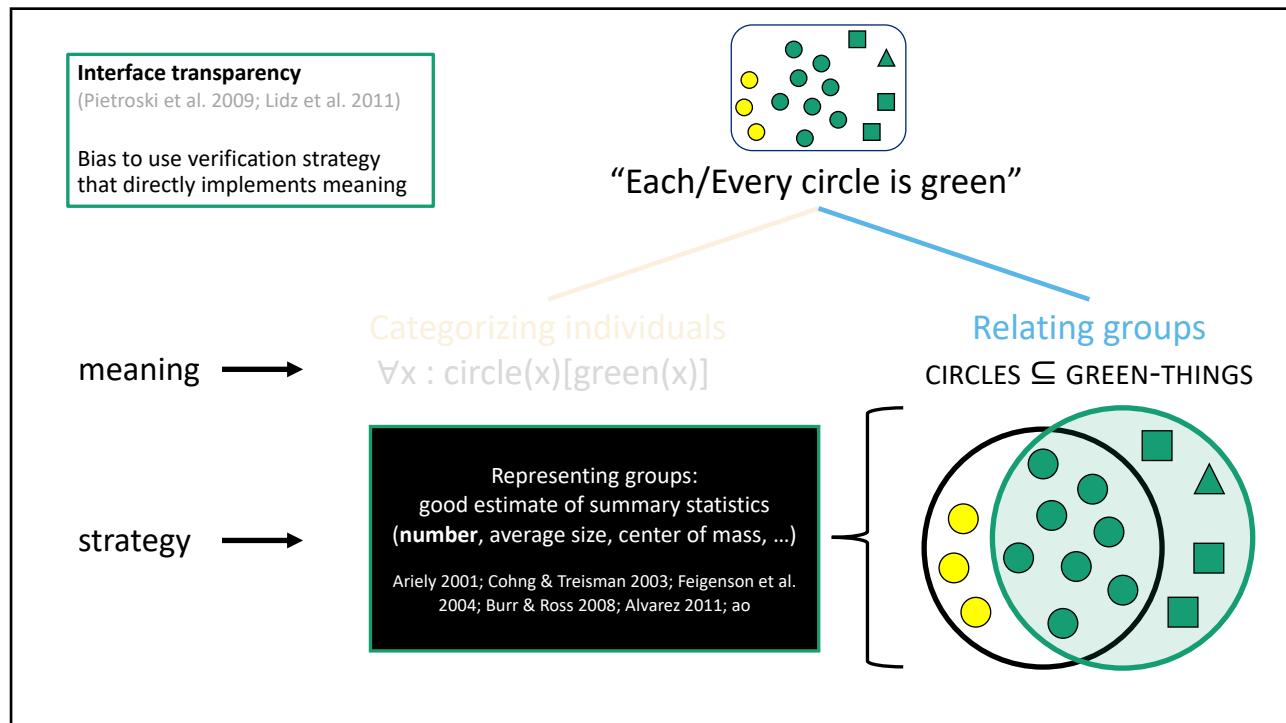 Interface transparency
(Pietroski et al. 2009; Lidz et al. 2011)
Bias to use verification strategy
that directly implements meaning
“Each/Every circle is green”
Categorizing individuals
Relating groups
meaning
∀x : circle(x)[green(x)]
CIRCLES ⊆ GREEN-THINGS
Representing groups:
good estimate of summary statistics
(number, average size, center of mass, …)
Ariely 2001; Cohng & Treisman 2003; Feigenson et al.
2004; Burr & Ross 2008; Alvarez 2011; ao
strategy